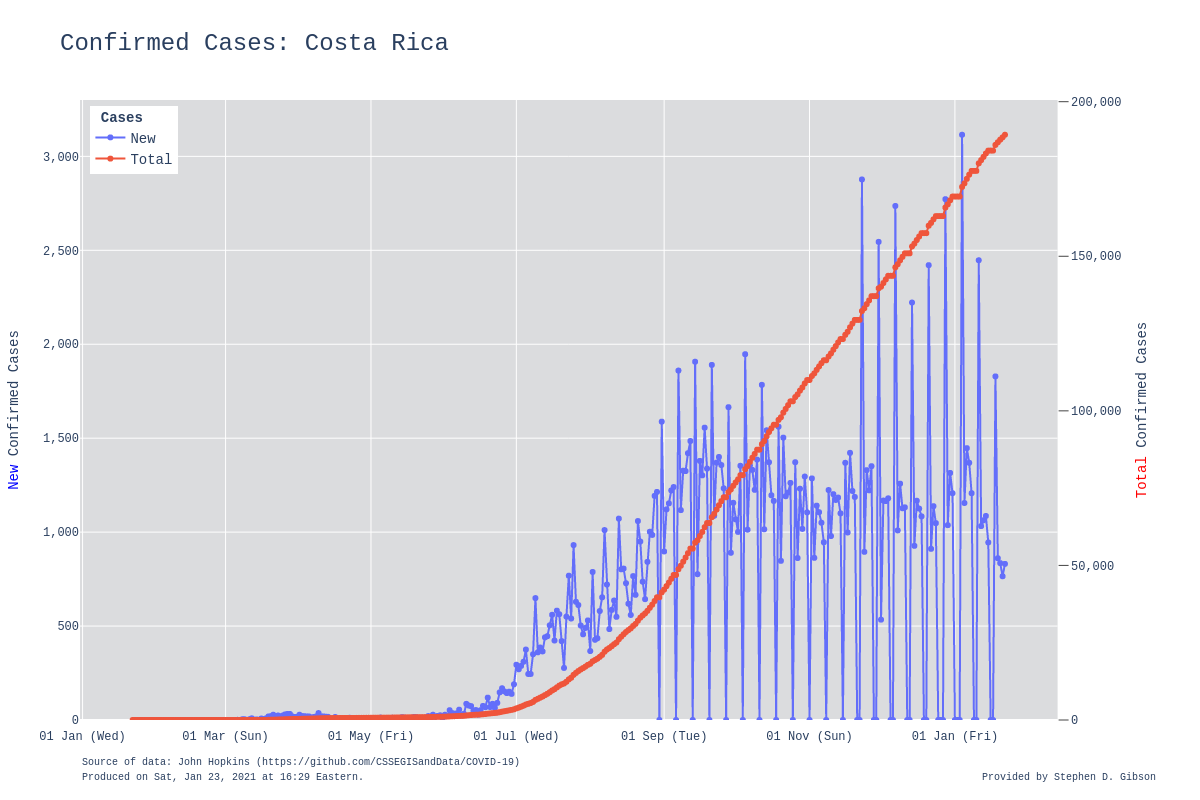 Confirmed Cases: Costa Rica
Cases
New
Total
3,000
2,500
2,000
1,500
1,000
500
0
200,000
150,000
100,000
50,000
0
New Confirmed Cases
Total Confirmed Cases
01 Jan (Wed)
01 Mar (Sun)
01 May (Fri)
01 Jul (Wed)
01 Sep (Tue)
01 Nov (Sun)
01 Jan (Fri)
Source of data: John Hopkins (https://github.com/CSSEGISandData/COVID-19)
Produced on Sat, Jan 23, 2021 at 16:29 Eastern.
Provided by Stephen D. Gibson